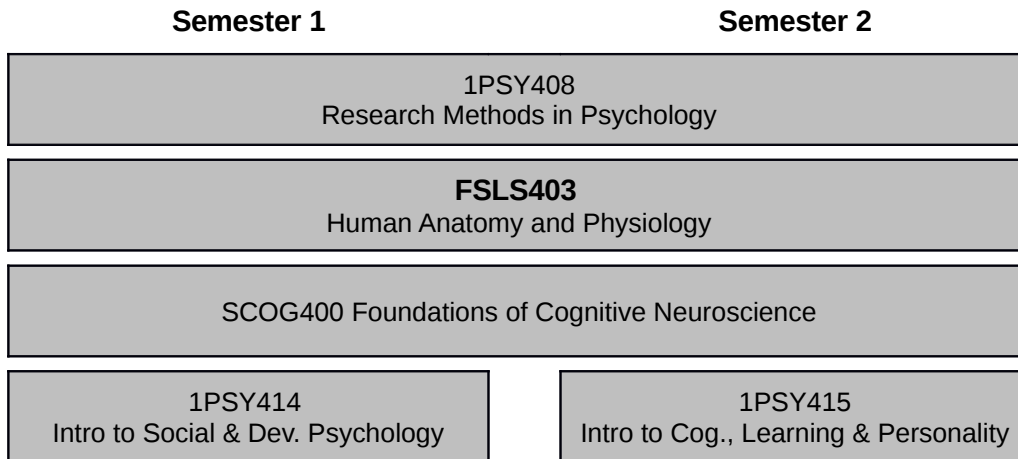 Semester 1
Semester 2
1PSY408
Research Methods in Psychology
FSLS403
Human Anatomy and Physiology
SCOG400 Foundations of Cognitive Neuroscience
1PSY414
Intro to Social & Dev. Psychology
1PSY415
Intro to Cog., Learning & Personality